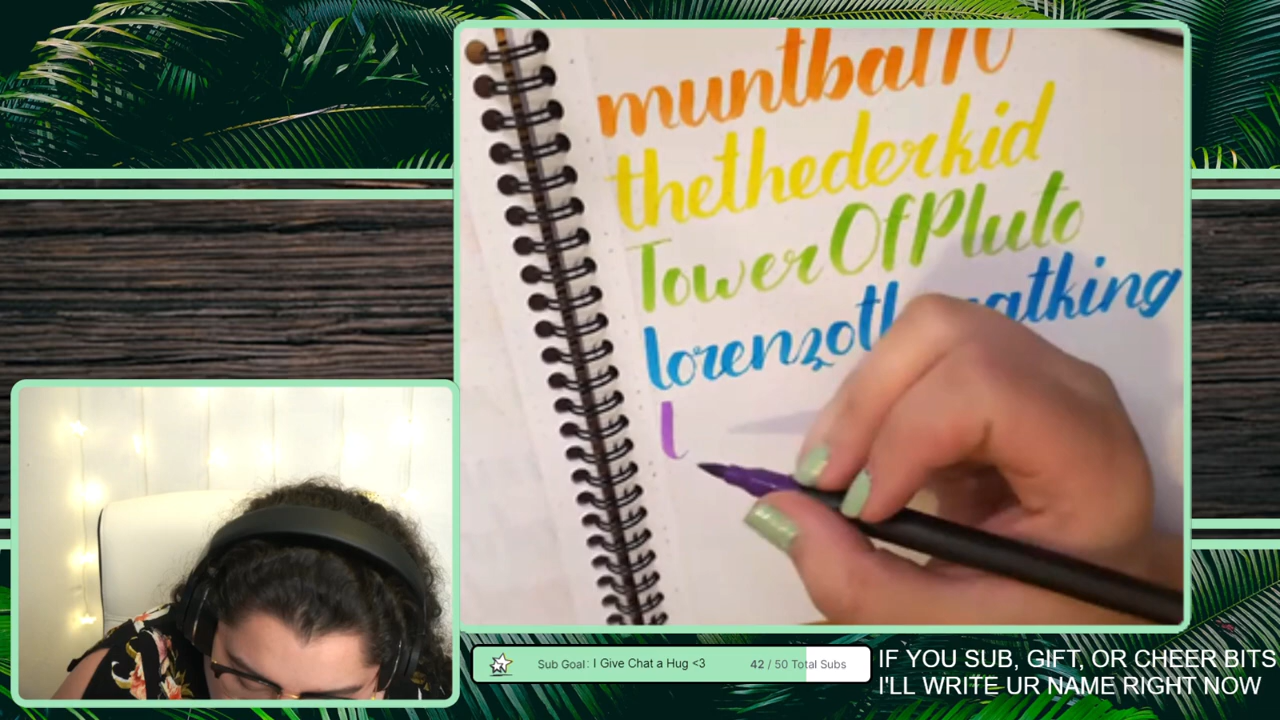 thethederkid
TowerOfPluto
l
Sub Goal: I Give Chat a Hug <3
42 / 50 Total Subs
IF YOU SUB, GIFT, OR CHEER BITS
I'LL WRITE UR NAME RIGHT NOW